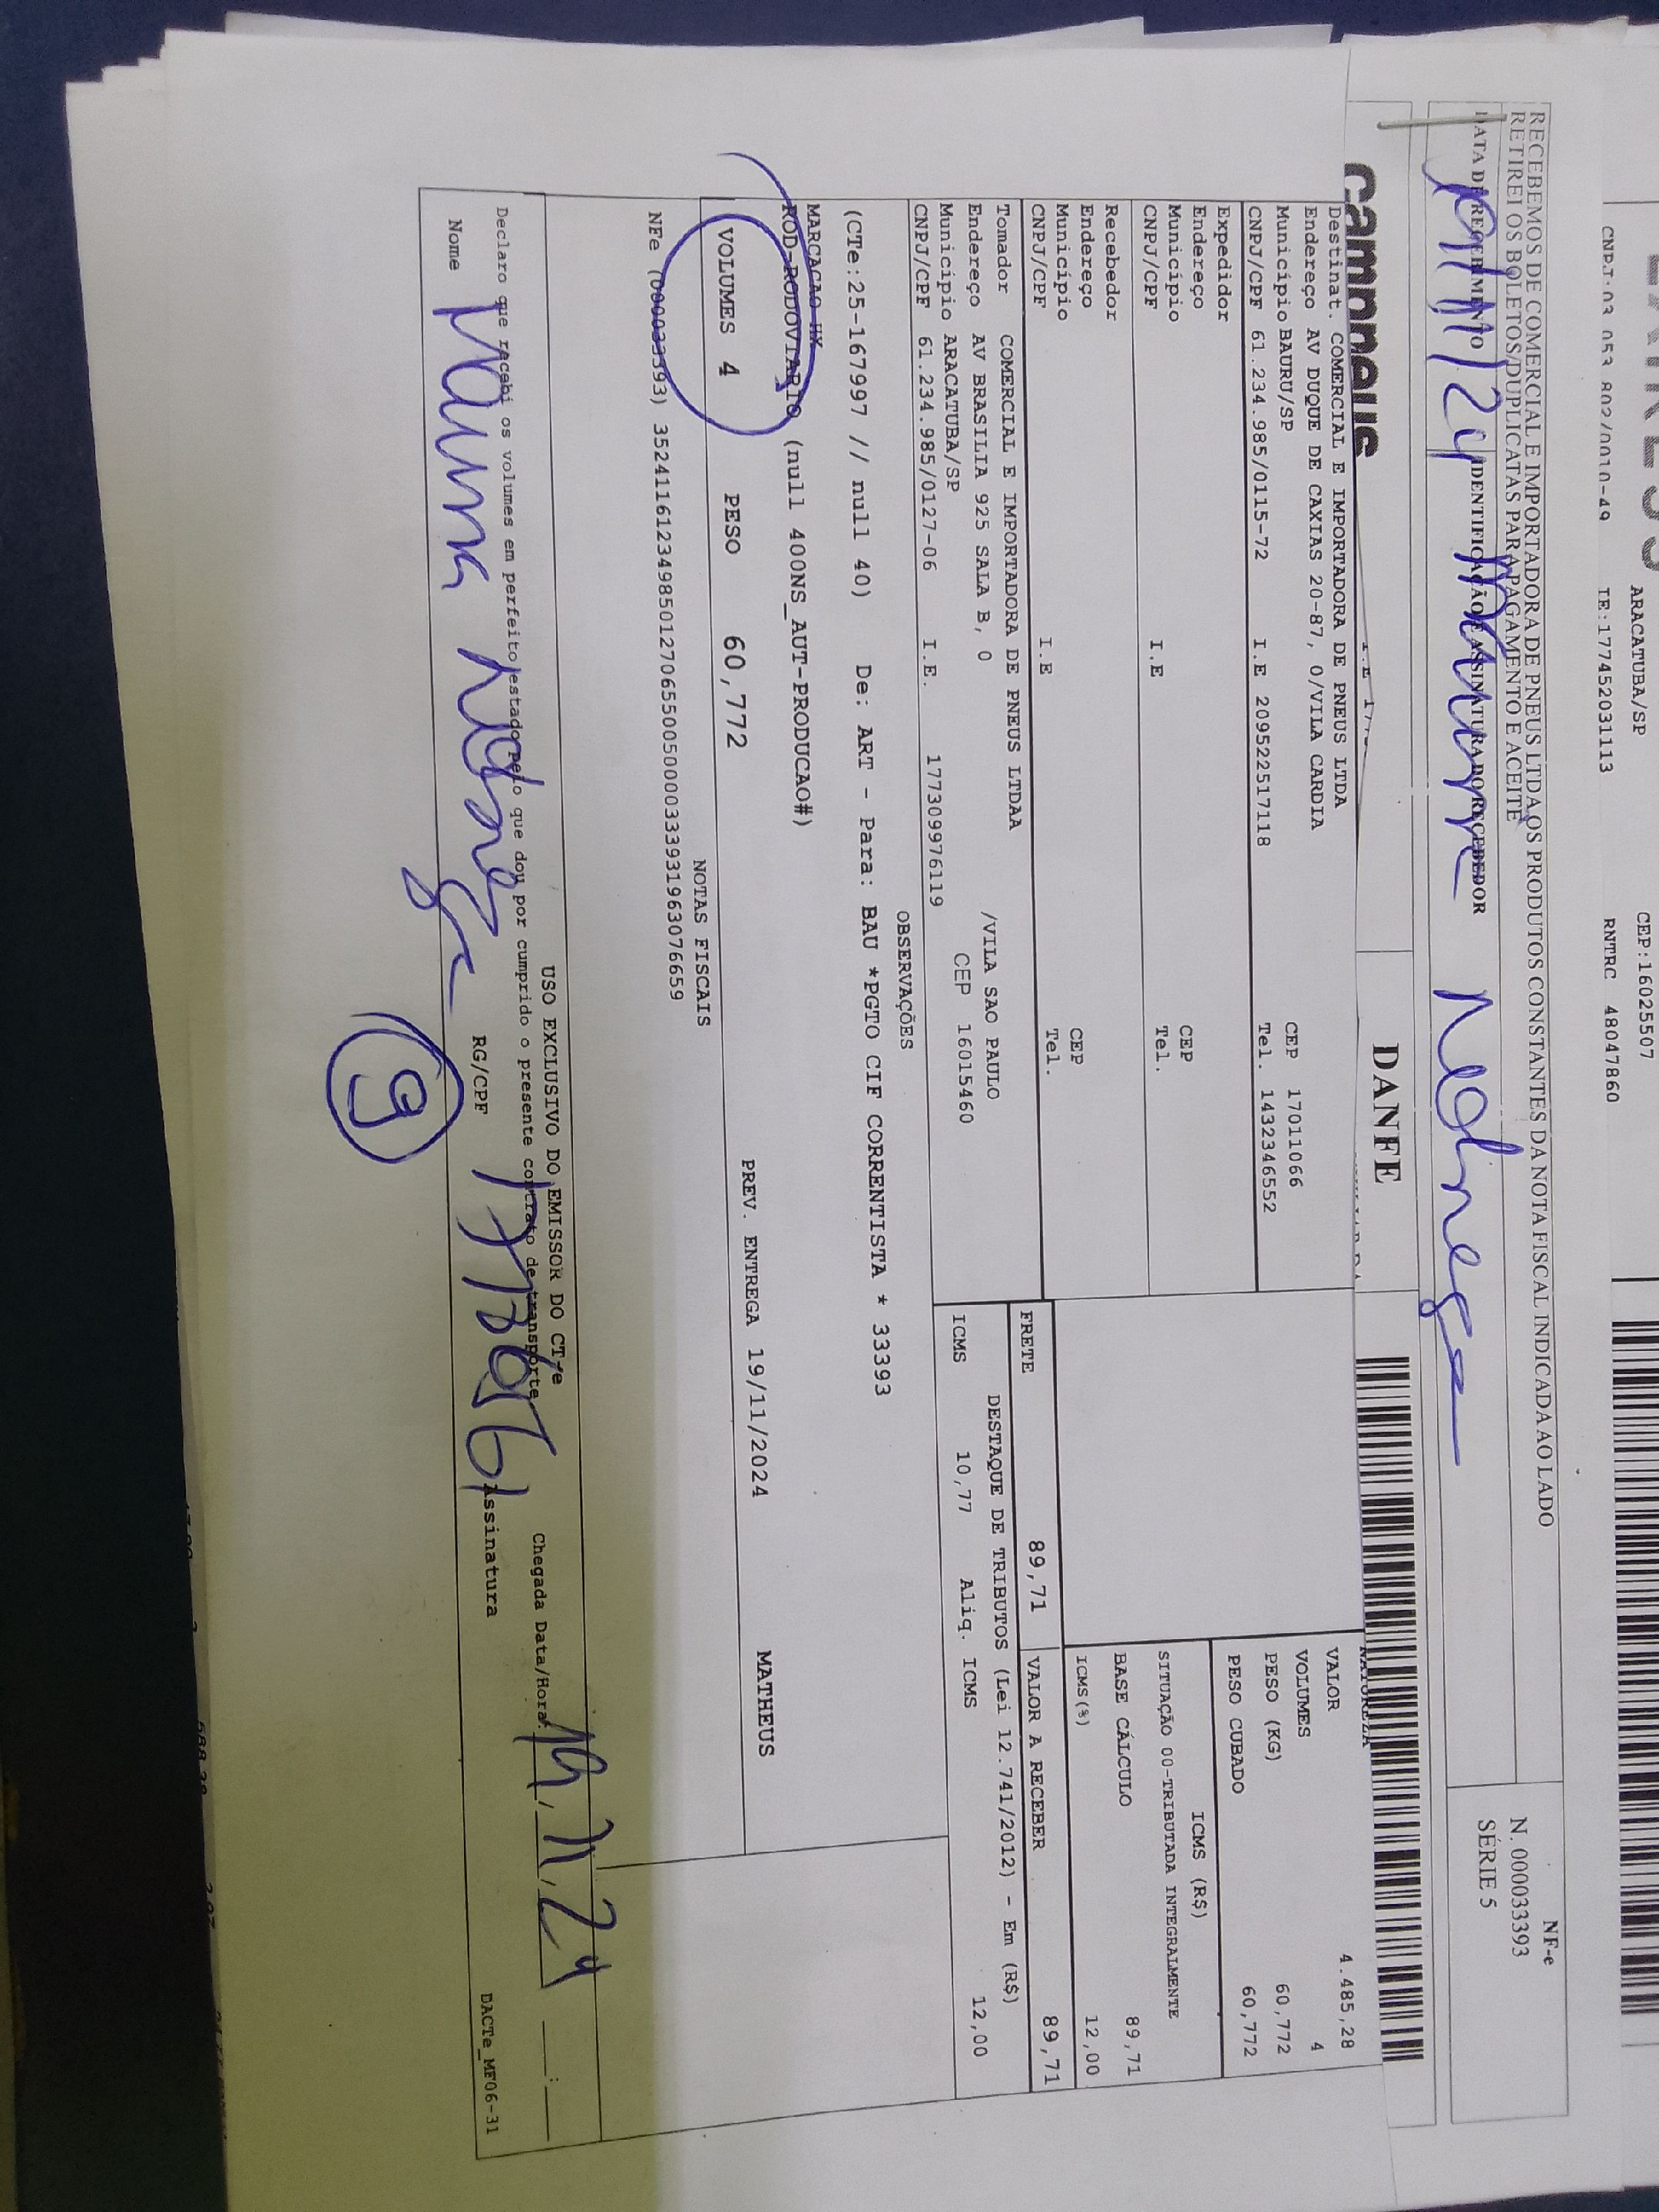 ARACATUBA/SP CEP:16025507
CNPJ:03.053.802/0010-49 IE:177452031113 RNTRC 48047860
RECEBEMOS DE COMERCIAL E IMPORTADORA DE PNEUS LTDA OS PRODUTOS CONSTANTES DA NOTA FISCAL INDICADA AO LADO
RETIREI OS BOLETOS/DUPLICATAS PARA PAGAMENTO E ACEITE
NF-e
N. 000033393
SÉRIE 5
DATA DE RECEBIMENTO IDENTIFICAÇÃO E ASSINATURA DO RECEBEDOR
19/11/24
campneus
DANFE
NATUREZA
Destinat. COMERCIAL E IMPORTADORA DE PNEUS LTDA
Endereço AV DUQUE DE CAXIAS 20-87, 0/VILA CARDIA
Município BAURU/SP CEP 17011066
CNPJ/CPF 61.234.985/0115-72 I.E 209522517118 Tel. 1432346552
VALOR 4.485,28
VOLUMES 4
PESO (KG) 60,772
PESO CUBADO 60,772
Expedidor
Endereço
Município CEP
CNPJ/CPF I.E Tel.
ICMS (R$)
SITUAÇÃO 00-TRIBUTADA INTEGRALMENTE
BASE CÁLCULO 89,71
ICMS(%) 12,00
Recebedor
Endereço
Município CEP
CNPJ/CPF I.E Tel.
FRETE 89,71 VALOR A RECEBER 89,71
Tomador COMERCIAL E IMPORTADORA DE PNEUS LTDAA
Endereço AV BRASILIA 925 SALA B, 0 /VILA SAO PAULO
Município ARACATUBA/SP CEP 16015460
CNPJ/CPF 61.234.985/0127-06 I.E. 177309976119
DESTAQUE DE TRIBUTOS (Lei 12.741/2012) - Em (R$)
ICMS 10,77 Aliq. ICMS 12,00
OBSERVAÇÕES
(CTe:25-167997 // null 40) De: ART - Para: BAU *PGTO CIF CORRENTISTA * 33393
MARCACAO UX
ROD-RODOVIARIO (null 400NS_AUT-PRODUCAO#)
VOLUMES 4 PESO 60,772 PREV. ENTREGA 19/11/2024 MATHEUS
NOTAS FISCAIS
NFe (000033393) 35241161234985012706550050000333931963076659
USO EXCLUSIVO DO EMISSOR DO CT-e
Declaro que recebi os volumes em perfeito estado pelo que dou por cumprido o presente contrato de transporte.
Chegada Data/Hora: 19/11/24
Nome RG/CPF Assinatura
9
DACTe_MF06-31